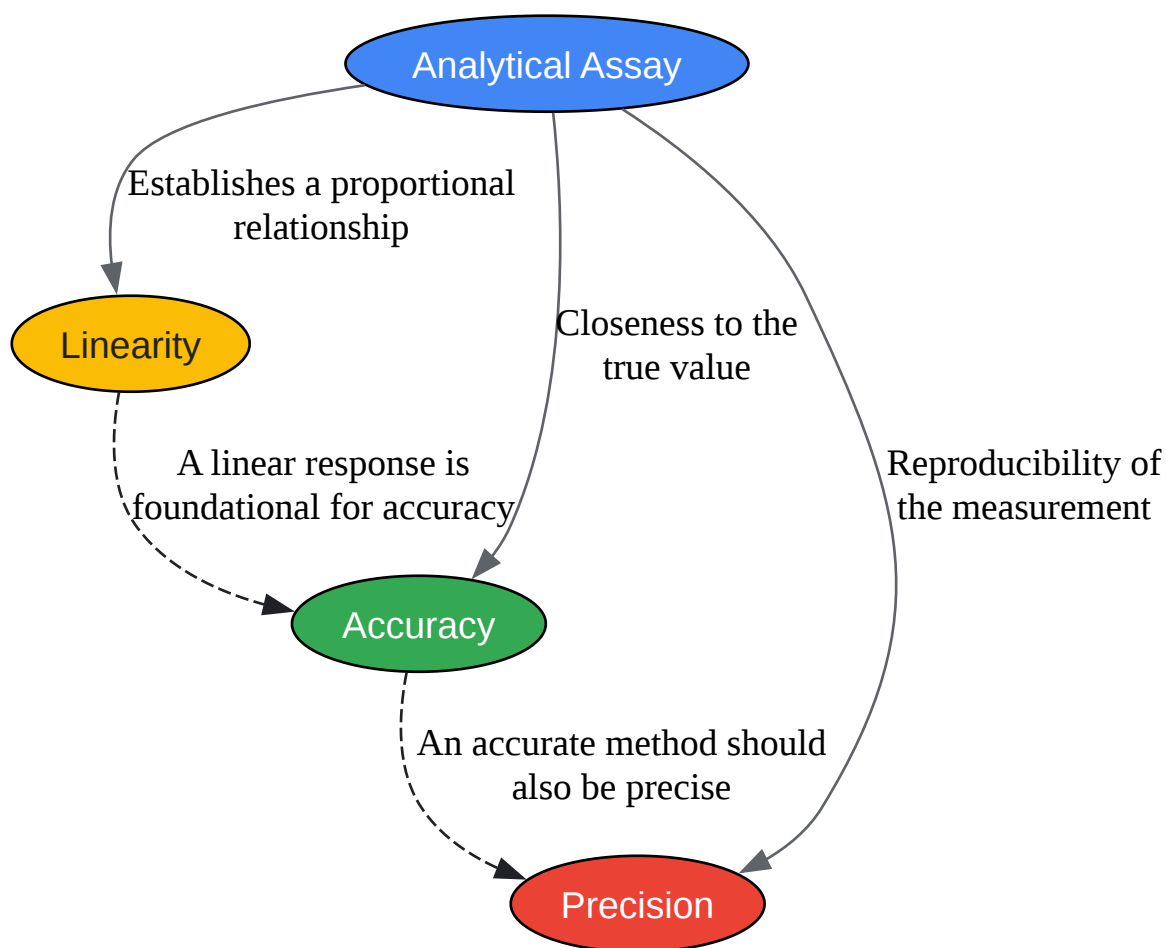 Analytical Assay
Establishes a proportional
relationship
Closeness to the
true value
Linearity
A linear response is
foundational for accuracy
Reproducibility of
the measurement
Accuracy
An accurate method should
also be precise
Precision